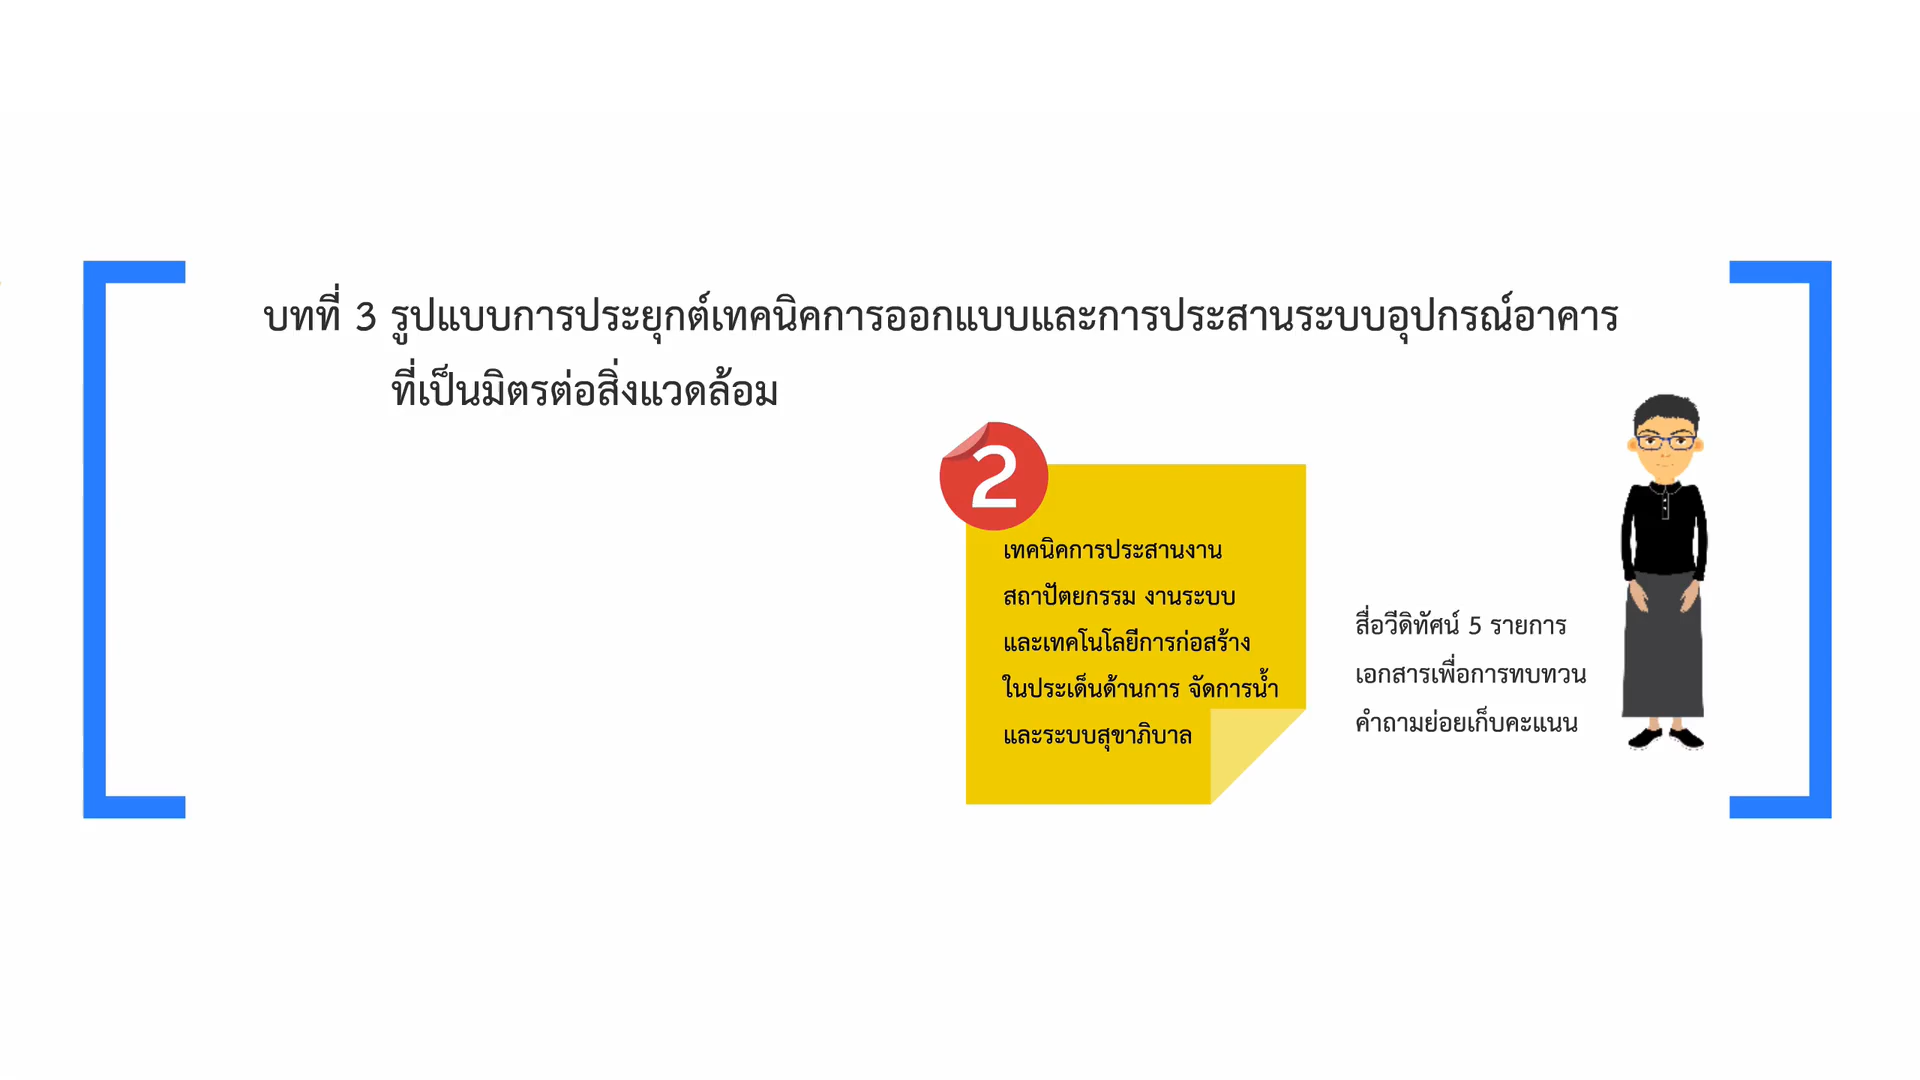 บทที่ 3 รูปแบบการประยุกต์เทคนิคการออกแบบและการประสานระบบอุปกรณ์อาคาร
ที่เป็นมิตรต่อสิ่งแวดล้อม
2
เทคนิคการประสานงาน
สถาปัตยกรรม งานระบบ
และเทคโนโลยีการก่อสร้าง
ในประเด็นด้านการ จัดการน้ำ
และระบบสุขาภิบาล
สื่อวีดิทัศน์ 5 รายการ
เอกสารเพื่อการทบทวน
คำถามย่อยเก็บคะแนน